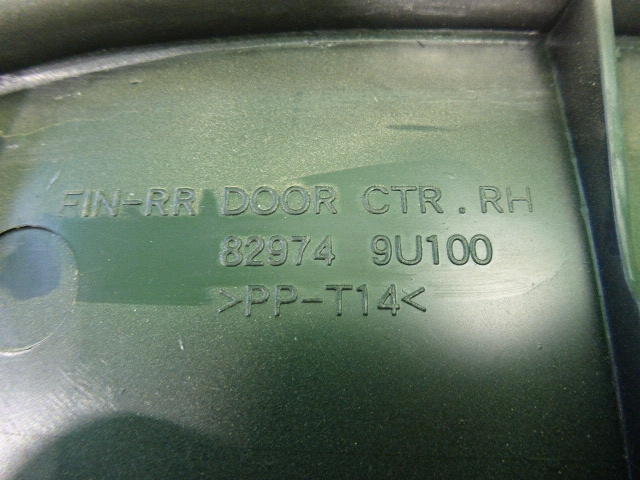 FIN-RR DOOR CTR. RH
82974 9U100
>PP-T14<